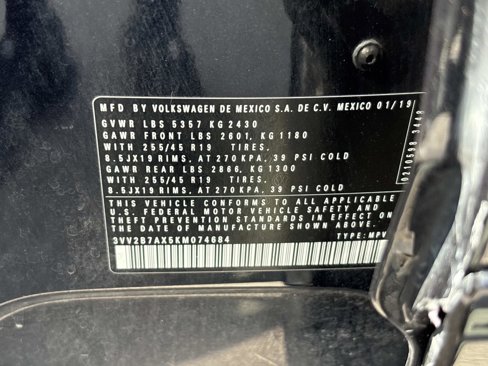 MFD BY VOLKSWAGEN DE MEXICO S.A. DE C.V. MEXICO 01/19
GVWR LBS 5357 KG 2430
GAWR FRONT LBS 2601, KG 1180
WITH 255/45 R19 TIRES,
8.5JX19 RIMS, AT 270 KPA, 39 PSI COLD
GAWR REAR LBS 2866, KG 1300
WITH 255/45 R19 TIRES,
8.5JX19 RIMS, AT 270 KPA, 39 PSI COLD
THIS VEHICLE CONFORMS TO ALL APPLICABLE
U.S. FEDERAL MOTOR VEHICLE SAFETY AND
THEFT PREVENTION STANDARDS IN EFFECT ON
THE DATE OF MANUFACTURE SHOWN ABOVE.
3VV2B7AX5KM074684 TYPE: MPV
0210598 3448